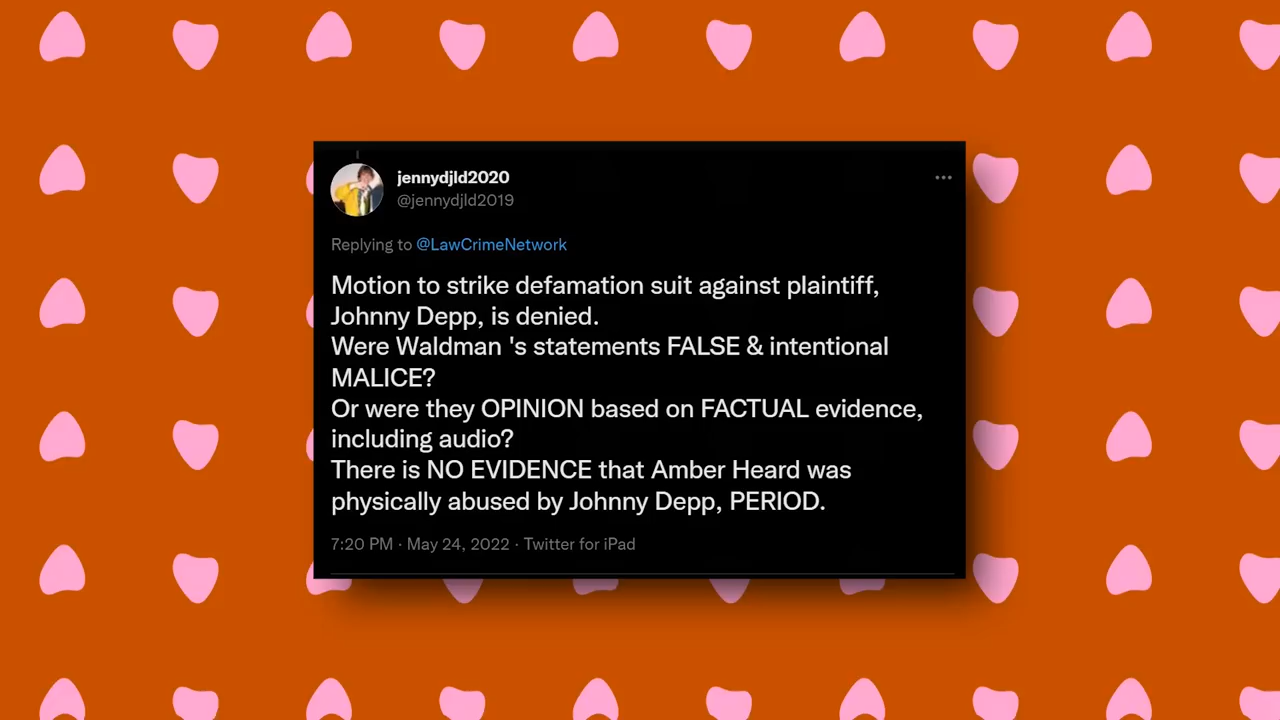 jennydjld2020
@jennydjld2019
Replying to @LawCrimeNetwork
Motion to strike defamation suit against plaintiff,
Johnny Depp, is denied.
Were Waldman 's statements FALSE & intentional
MALICE?
Or were they OPINION based on FACTUAL evidence,
including audio?
There is NO EVIDENCE that Amber Heard was
physically abused by Johnny Depp, PERIOD.
7:20 PM · May 24, 2022 · Twitter for iPad